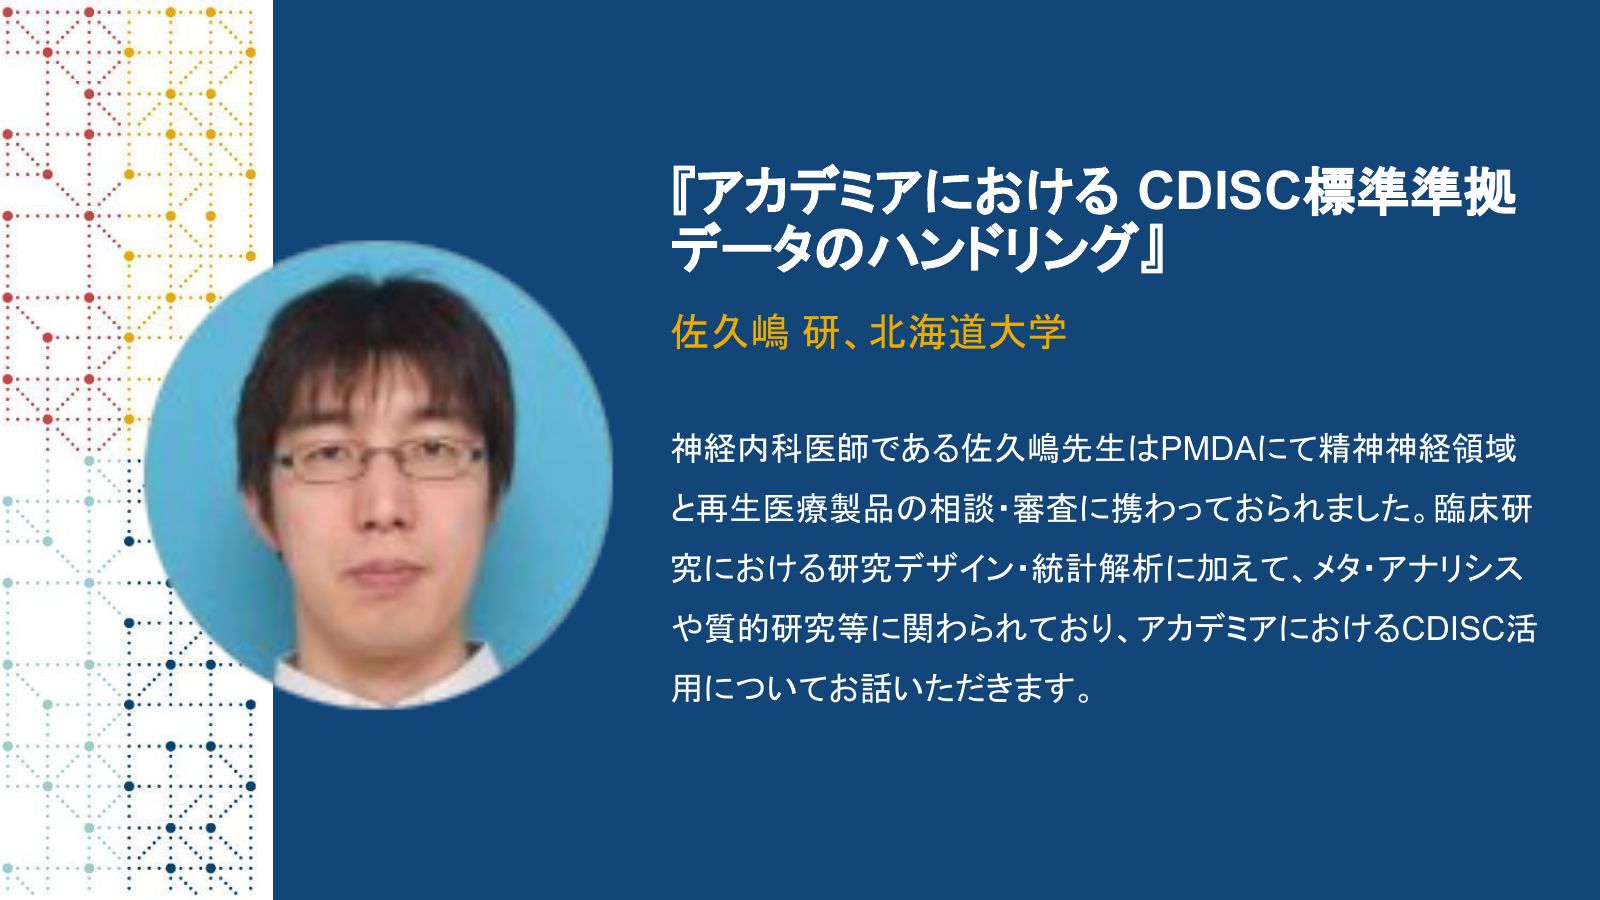 『アカデミアにおける CDISC標準準拠
データのハンドリング』
佐久嶋 研、北海道大学
神経内科医師である佐久嶋先生はPMDAにて精神神経領域
と再生医療製品の相談・審査に携わっておられました。臨床研
究における研究デザイン・統計解析に加えて、メタ・アナリシス
や質的研究等に関わられており、アカデミアにおけるCDISC活
用についてお話いただきます。